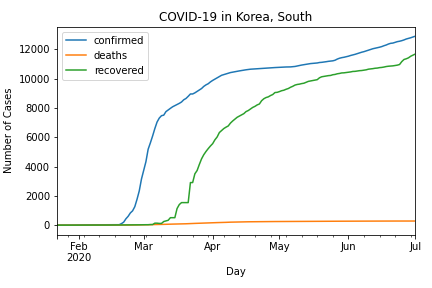 COVID-19 in Korea, South
confirmed
deaths
recovered
Number of Cases
12000
10000
8000
6000
4000
2000
0
Feb
2020
Mar
Apr
May
Jun
Jul
Day